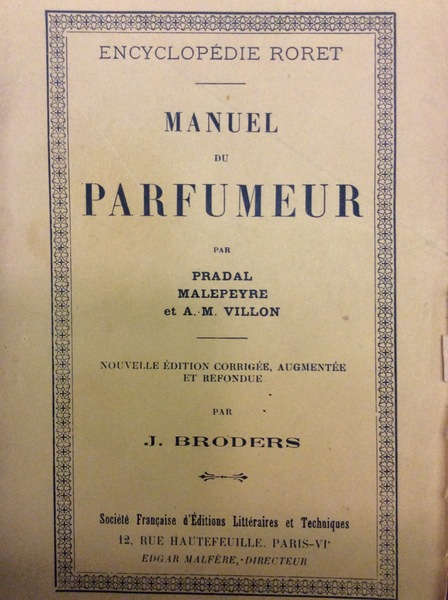 ENCYCLOPÉDIE RORET
MANUEL
DU
PARFUMEUR
PAR
PRADAL
MALEPEYRE
et A.-M. VILLON
NOUVELLE ÉDITION CORRIGÉE, AUGMENTÉE
ET REFONDUE
PAR
J. BRODERS
Société Française d'Éditions Littéraires et Techniques
12, RUE HAUTEFEUILLE, PARIS-VIe
EDGAR MALFÈRE, DIRECTEUR